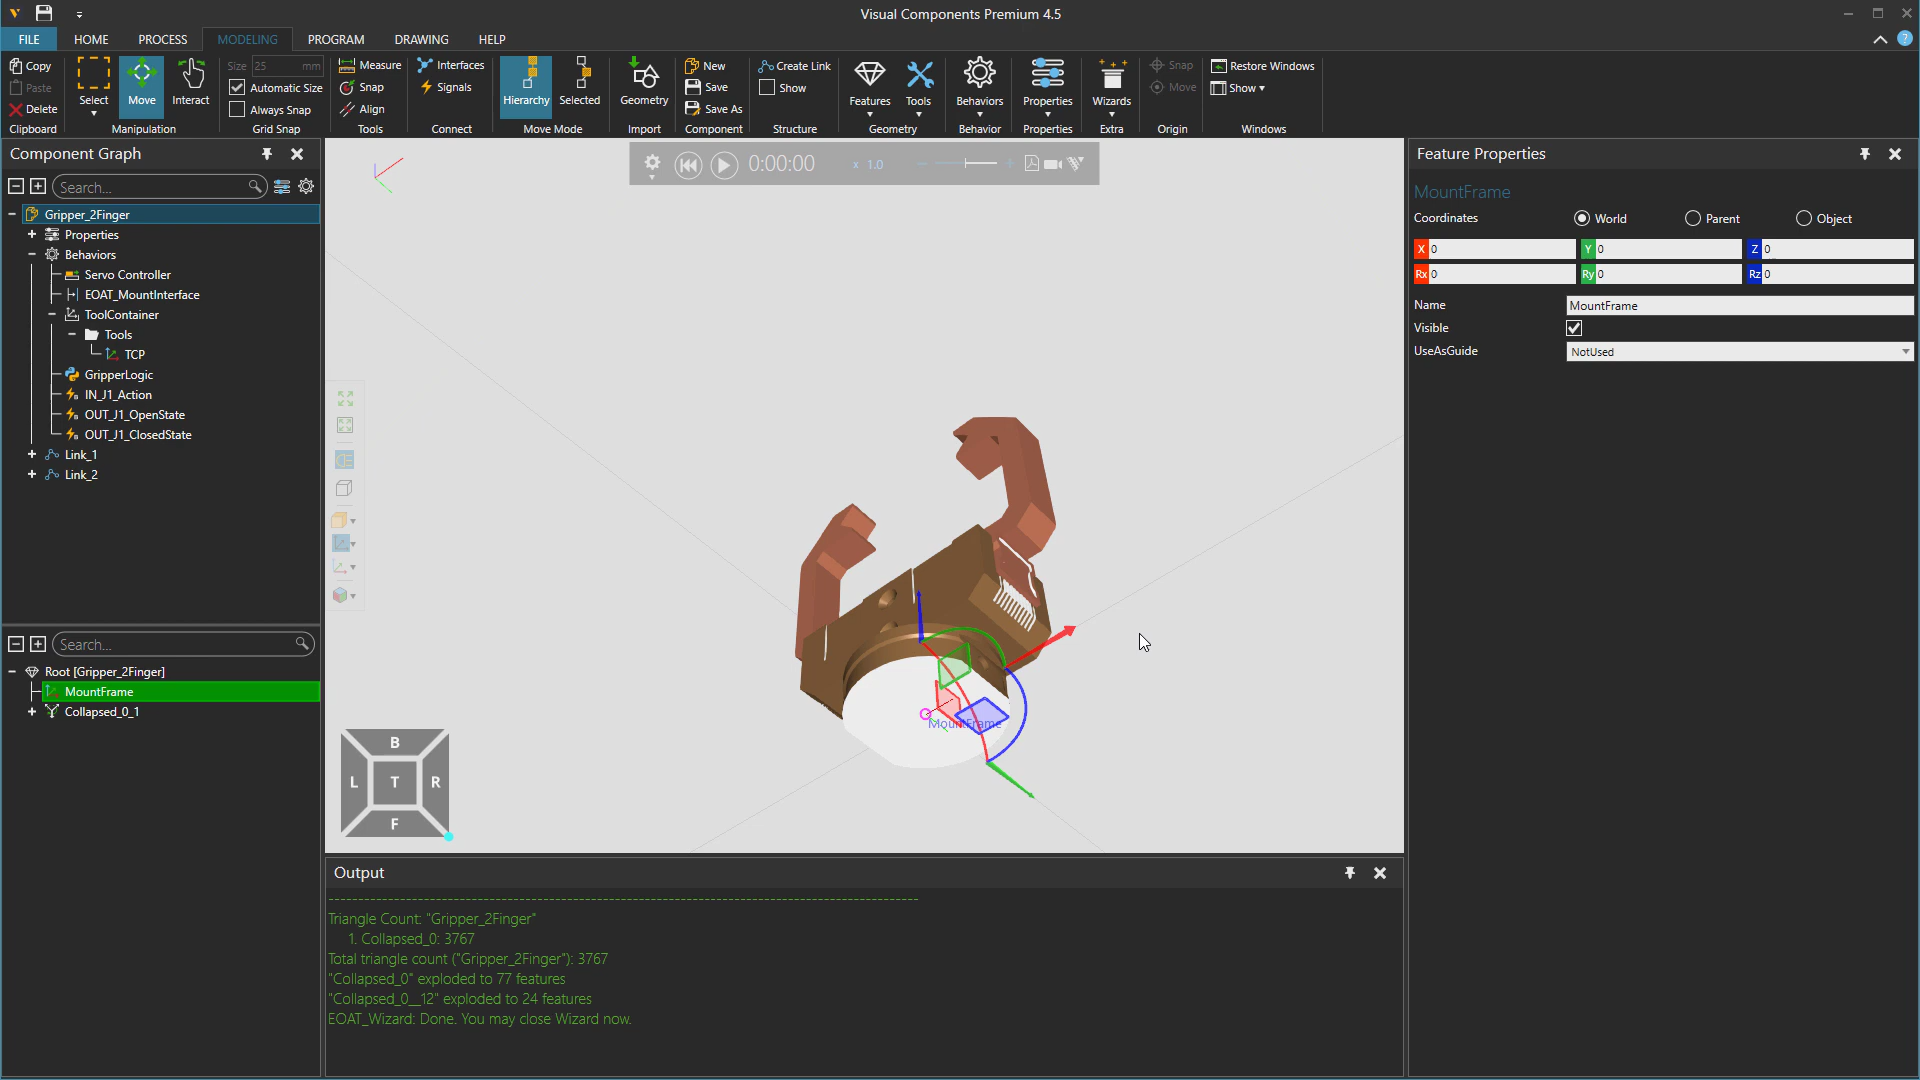 Visual Components Premium 4.5
FILE HOME PROCESS MODELING PROGRAM DRAWING HELP
Copy
Paste
Delete
Clipboard
Select
Move
Interact
Manipulation
Size 25 mm
Automatic Size
Always Snap
Grid Snap
Measure
Snap
Align
Tools
Interfaces
Signals
Connect
Hierarchy
Selected
Move Mode
Geometry
Import
New
Save
Save As
Component
Create Link
Show
Structure
Features
Tools
Geometry
Behaviors
Behavior
Properties
Properties
Wizards
Extra
Snap
Move
Origin
Restore Windows
Show
Windows
Component Graph
Search...
Gripper_2Finger
Properties
Behaviors
Servo Controller
EOAT_MountInterface
ToolContainer
Tools
TCP
GripperLogic
IN_J1_Action
OUT_J1_OpenState
OUT_J1_ClosedState
Link_1
Link_2
Search...
Root [Gripper_2Finger]
MountFrame
Collapsed_0_1
0:00:00 x 1.0
MountFrame
B
L T R
F
Output
Triangle Count: "Gripper_2Finger"
1. Collapsed_0: 3767
Total triangle count ("Gripper_2Finger"): 3767
"Collapsed_0" exploded to 77 features
"Collapsed_0__12" exploded to 24 features
EOAT_Wizard: Done. You may close Wizard now.
Feature Properties
MountFrame
Coordinates World Parent Object
X 0 Y 0 Z 0
Rx 0 Ry 0 Rz 0
Name MountFrame
Visible
UseAsGuide NotUsed